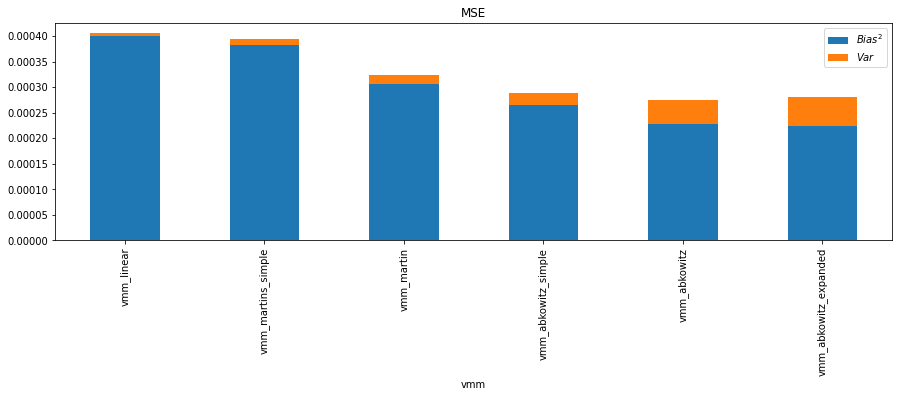 MSE
Bias²
Var
0.00040
0.00035
0.00030
0.00025
0.00020
0.00015
0.00010
0.00005
0.00000
vmm_linear
vmm_martins_simple
vmm_martin
vmm_abkowitz_simple
vmm_abkowitz
vmm_abkowitz_expanded
vmm